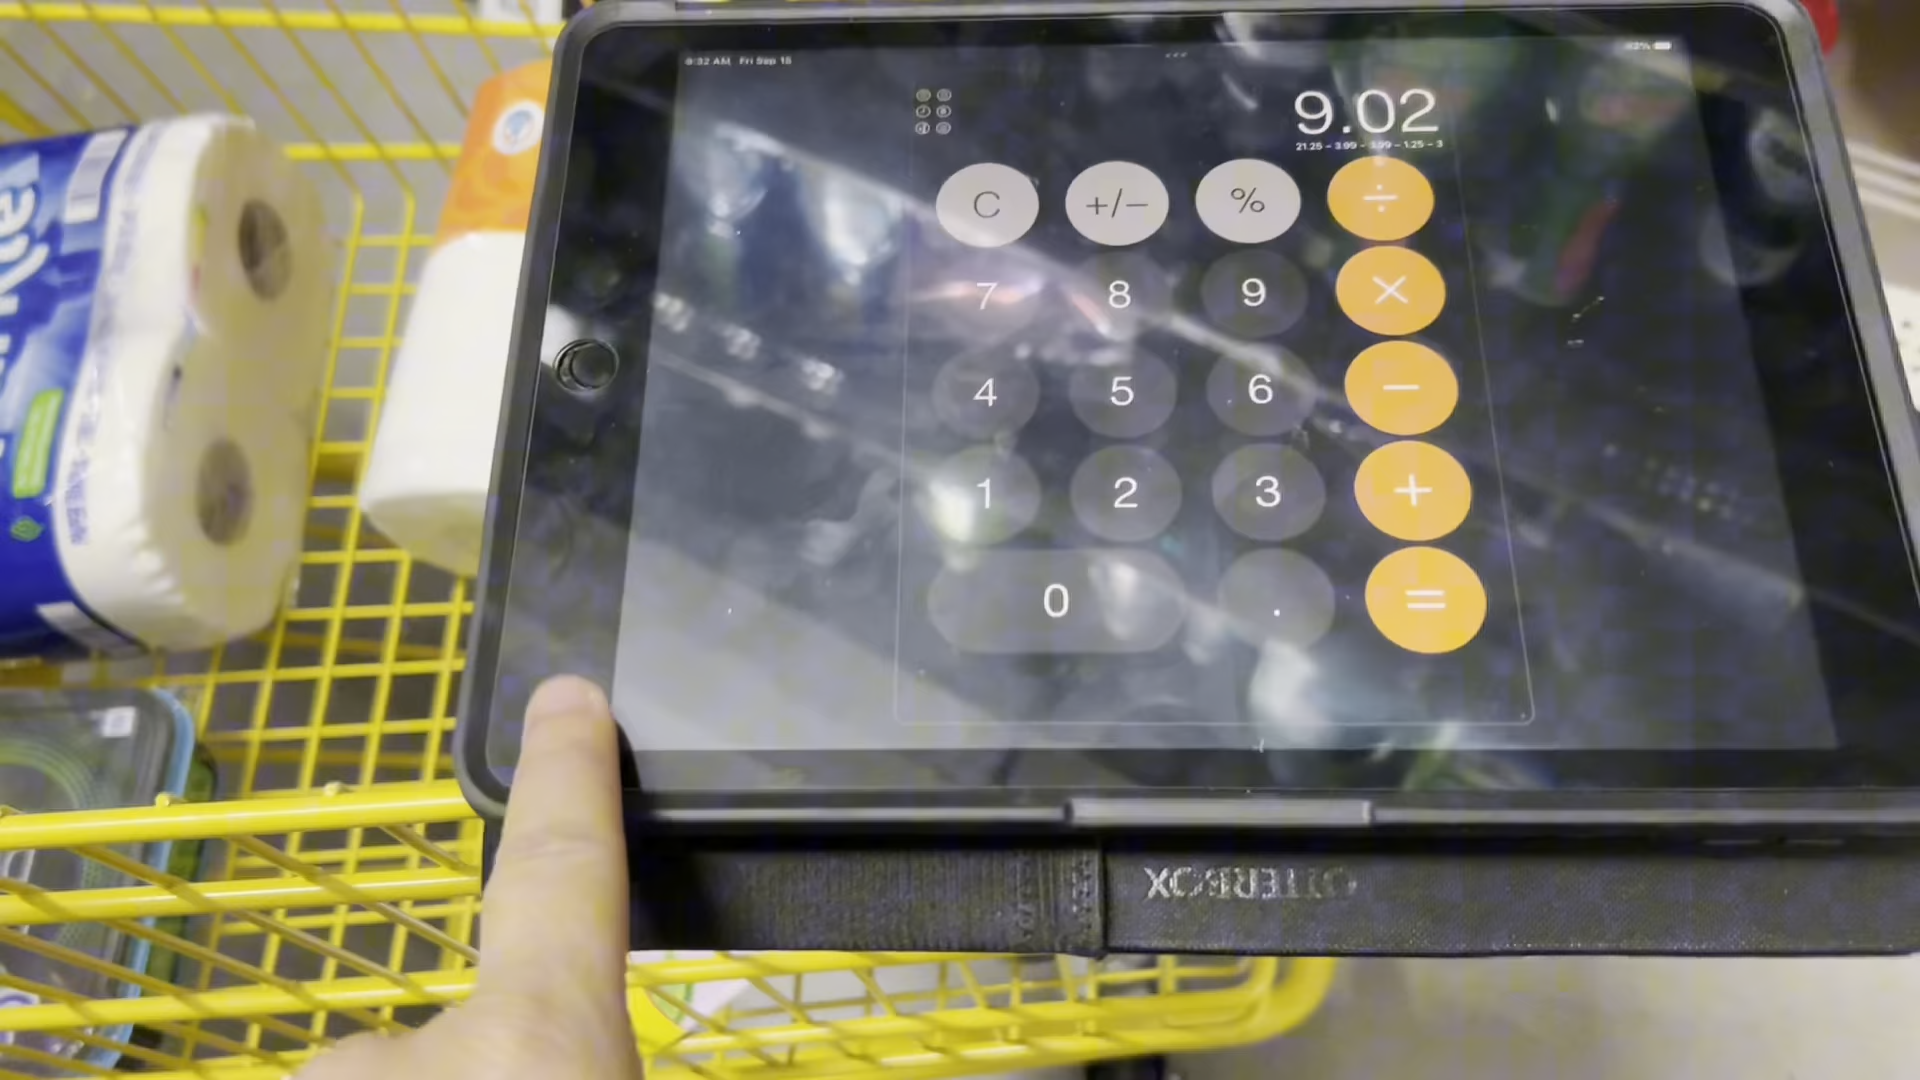 9:32 AM Fri Sep 15
9.02
21.25 − 3.99 − 3.99 − 1.25 − 3
C +/− % ÷
7 8 9 ×
4 5 6 −
1 2 3 +
0 . =
OTTERBOX